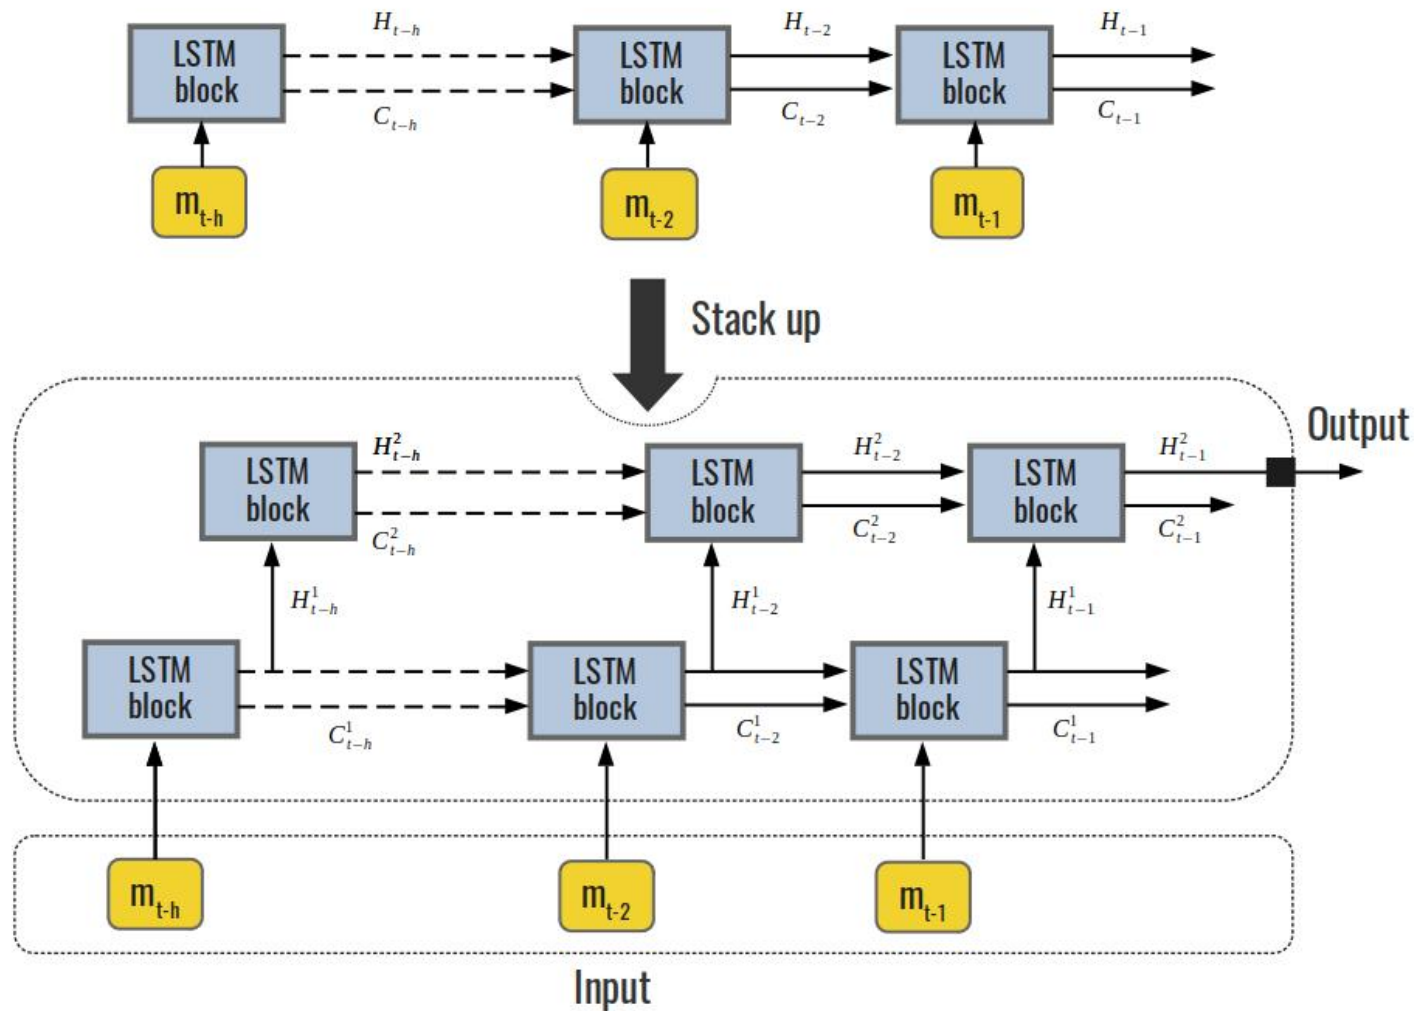 H_{t-h} H_{t-2} H_{t-1}
LSTM block LSTM block LSTM block
C_{t-h} C_{t-2} C_{t-1}
m_{t-h} m_{t-2} m_{t-1}
Stack up
Output
H^2_{t-h} H^2_{t-2} H^2_{t-1}
LSTM block LSTM block LSTM block
C^2_{t-h} C^2_{t-2} C^2_{t-1}
H^1_{t-h} H^1_{t-2} H^1_{t-1}
LSTM block LSTM block LSTM block
C^1_{t-h} C^1_{t-2} C^1_{t-1}
m_{t-h} m_{t-2} m_{t-1}
Input